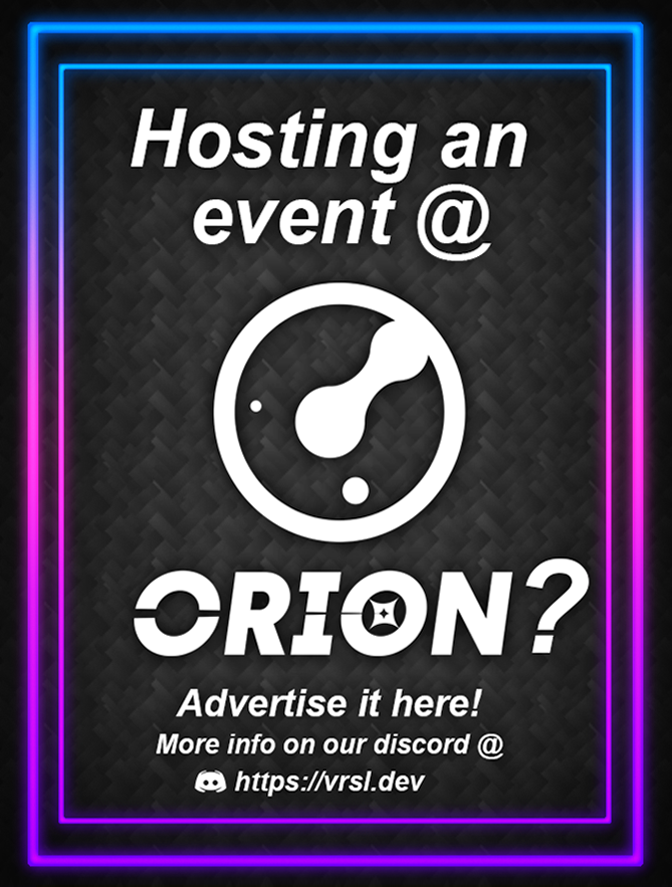 Hosting an
event @
ORION?
Advertise it here!
More info on our discord @
https://vrsl.dev